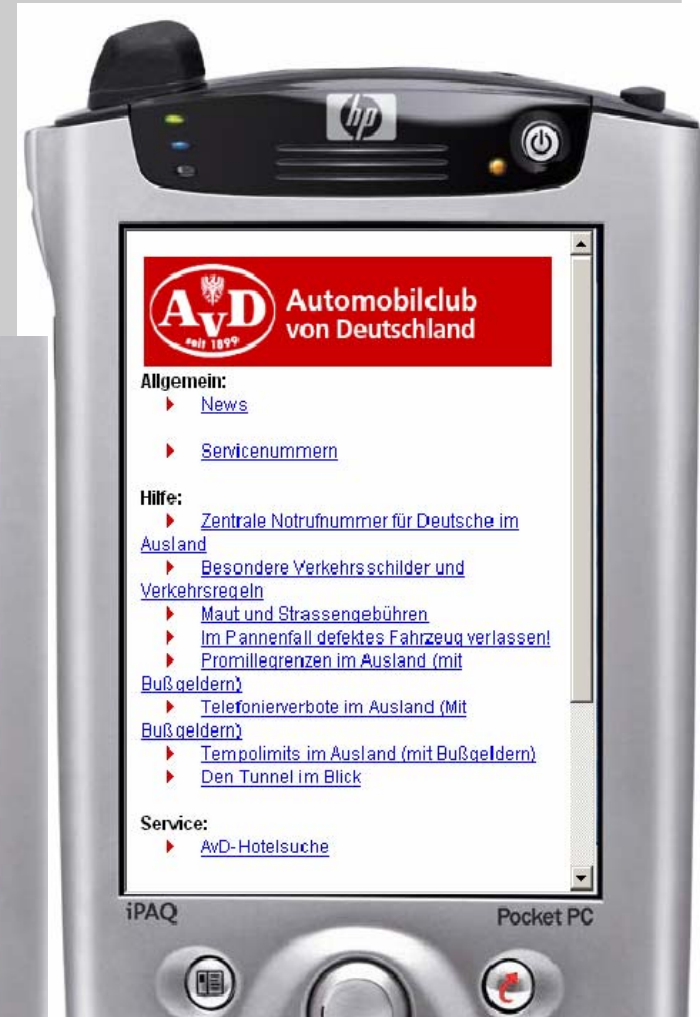 hp
AvD
seit 1899
Automobilclub
von Deutschland
Allgemein:
News
Servicenummern
Hilfe:
Zentrale Notrufnummer für Deutsche im
Ausland
Besondere Verkehrsschilder und
Verkehrsregeln
Maut und Strassengebühren
Im Pannenfall defektes Fahrzeug verlassen!
Promillegrenzen im Ausland (mit
Bußgeldern)
Telefonierverbote im Ausland (Mit
Bußgeldern)
Tempolimits im Ausland (mit Bußgeldern)
Den Tunnel im Blick
Service:
AvD-Hotelsuche
iPAQ
Pocket PC